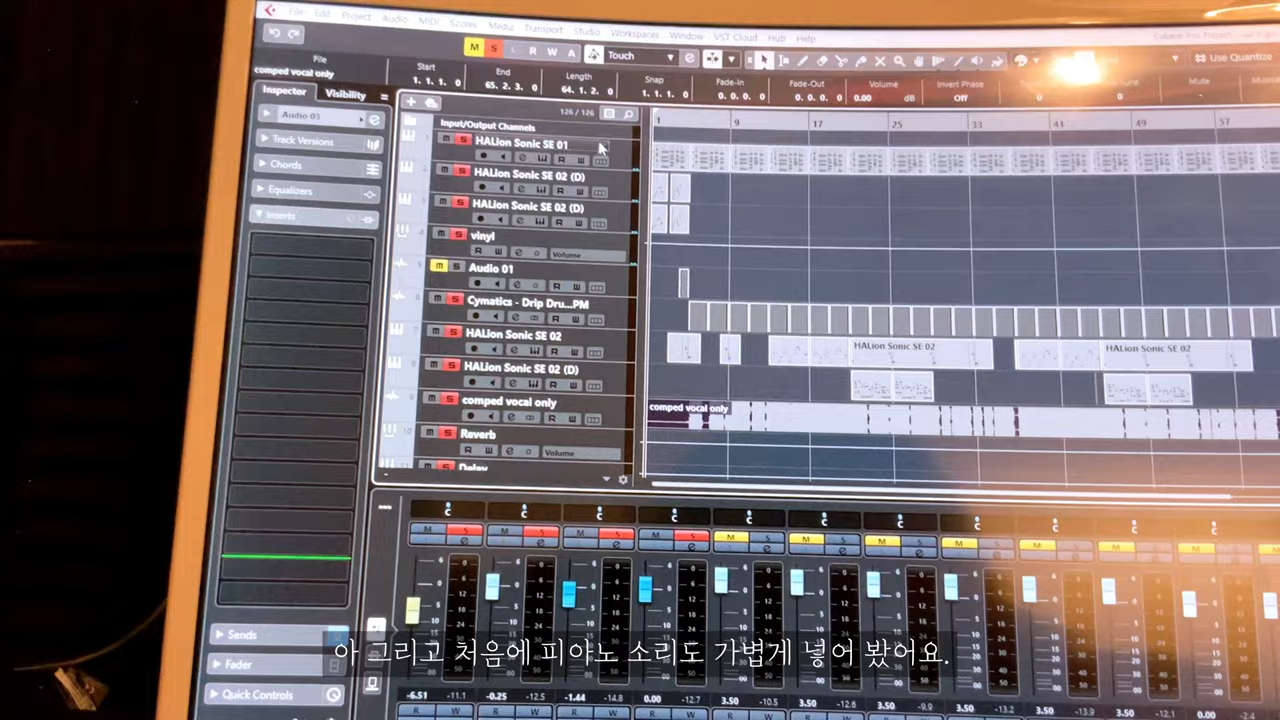 File Edit Project Audio MIDI Scores Media Transport Studio Workspaces Window VST Cloud Hub Help
M S L R W A Touch
Use Quantize
File Start End Length Snap Fade-In Fade-Out Volume Invert Phase Mute
comped vocal only 1. 1. 1. 0 65. 2. 3. 0 64. 1. 2. 0 1. 1. 1. 0 0. 0. 0. 0 0. 0. 0. 0 0.00 dB Off
Inspector Visibility
Audio 03
Track Versions
Chords
Equalizers
Inserts
Sends
Fader
Quick Controls
126 / 126
Input/Output Channels
1 9 17 25 33 41 49 57
m S HALion Sonic SE 01
m S HALion Sonic SE 02 (D)
m S HALion Sonic SE 02 (D)
m S vinyl
Volume
m S Audio 01
m S Cymatics - Drip Dru...PM
m S HALion Sonic SE 02
m S HALion Sonic SE 02 (D)
m S comped vocal only
m S Reverb
Volume
Delay
HALion Sonic SE 02 HALion Sonic SE 02
comped vocal only
C C C C C C C C C C C
M S M S M S M S M S M S M S M S M S M S M
아 그리고 처음에 피아노 소리도 가볍게 넣어 봤어요.
-6.51 -11.1 -0.25 -12.5 -1.44 -14.8 0.00 -12.7 3.50 -10.5 3.50 -12.6 3.50 -9.9 3.50 -13.2 3.50 -13.9 3.50 -12.1 0.00
R W R W R W R W R W R W R W R W